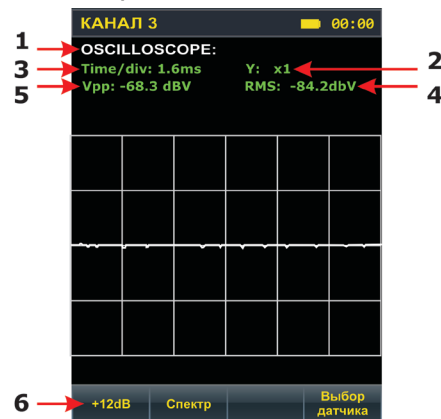 КАНАЛ 3 00:00
1 OSCILLOSCOPE:
3 Time/div: 1.6ms Y: x1 2
5 Vpp: -68.3 dBV RMS: -84.2dbV 4
6 +12dB Спектр Выбор датчика